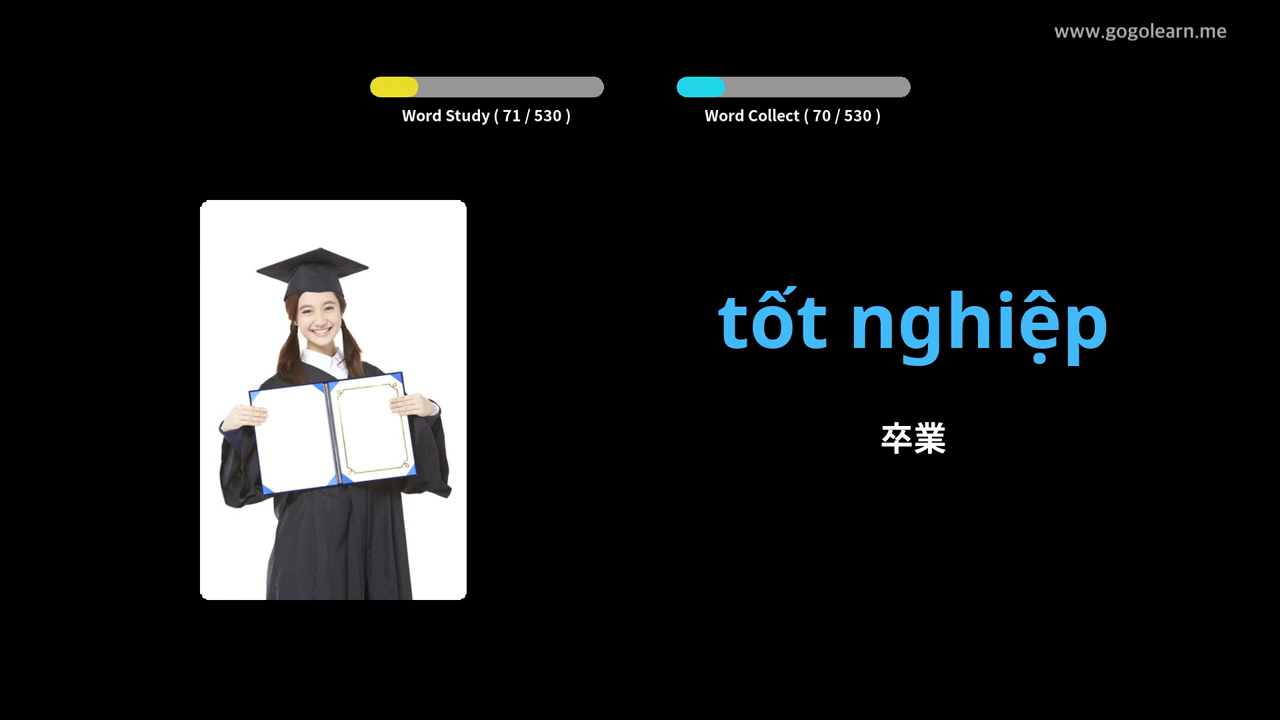 www.gogolearn.me
Word Study ( 71 / 530 )
Word Collect ( 70 / 530 )
tốt nghiệp
卒業